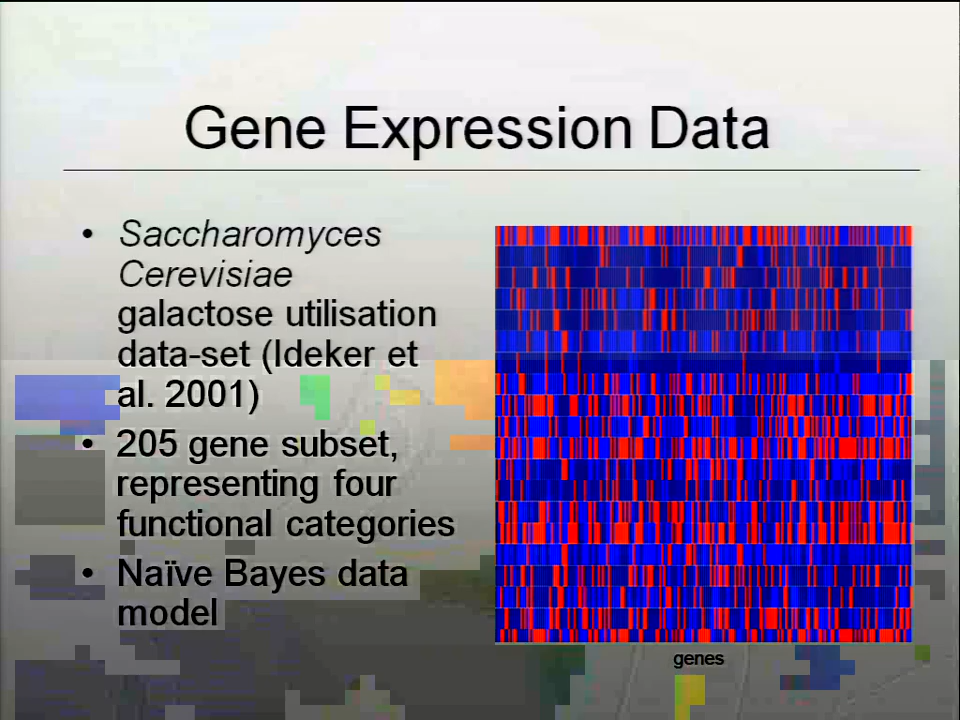 Gene Expression Data
• Saccharomyces
Cerevisiae
galactose utilisation
data-set (Ideker et
al. 2001)
• 205 gene subset,
representing four
functional categories
• Naïve Bayes data
model
genes